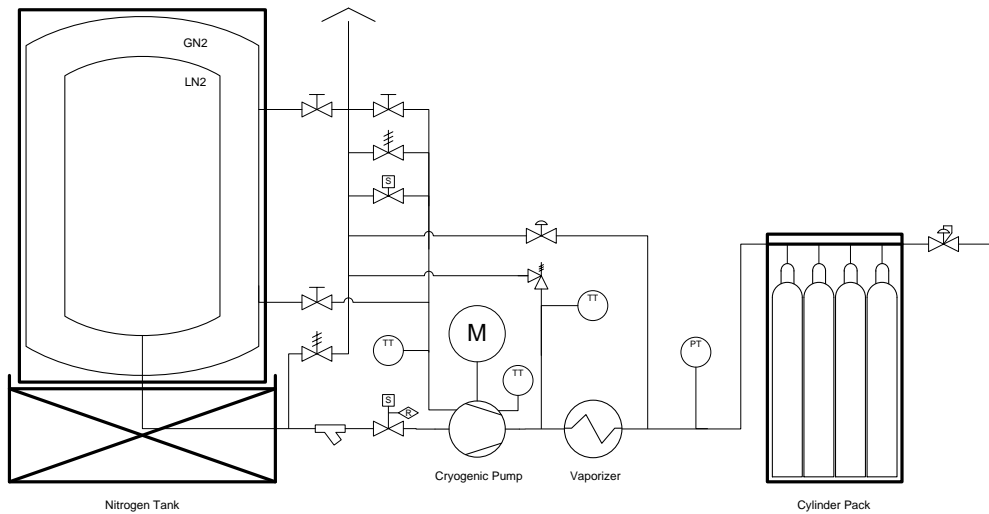 GN2
LN2
S
TT
M
TT
TT
PT
S
R
Cryogenic Pump
Vaporizer
Nitrogen Tank
Cylinder Pack